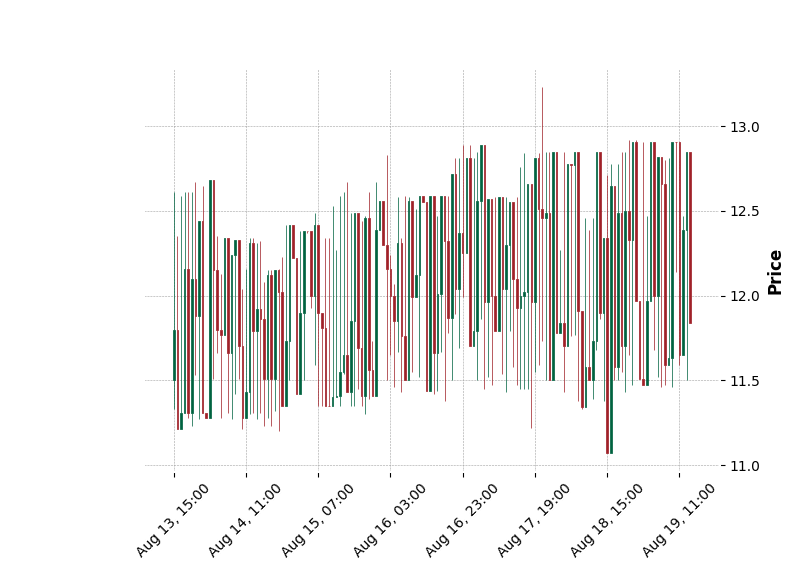 13.0
12.5
12.0
11.5
11.0
Price
Aug 13, 15:00
Aug 14, 11:00
Aug 15, 07:00
Aug 16, 03:00
Aug 16, 23:00
Aug 17, 19:00
Aug 18, 15:00
Aug 19, 11:00